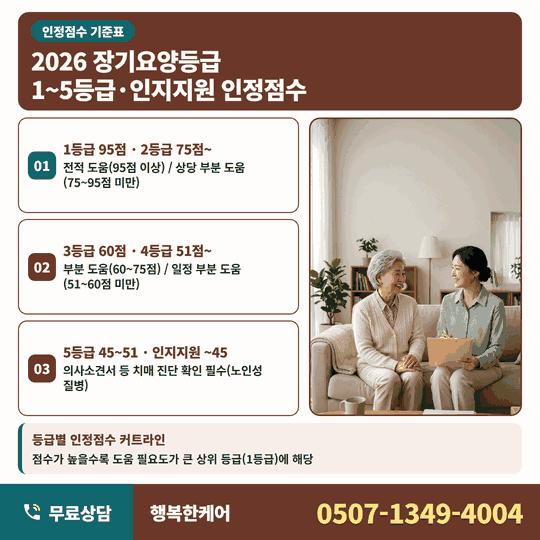 인정점수 기준표
2026 장기요양등급
1~5등급·인지지원 인정점수
01
1등급 95점 · 2등급 75점~
전적 도움(95점 이상) / 상당 부분 도움
(75~95점 미만)
02
3등급 60점 · 4등급 51점~
부분 도움(60~75점) / 일정 부분 도움
(51~60점 미만)
03
5등급 45~51 · 인지지원 ~45
의사소견서 등 치매 진단 확인 필수(노인성
질병)
등급별 인정점수 커트라인
점수가 높을수록 도움 필요도가 큰 상위 등급(1등급)에 해당
무료상담
행복한케어
0507-1349-4004